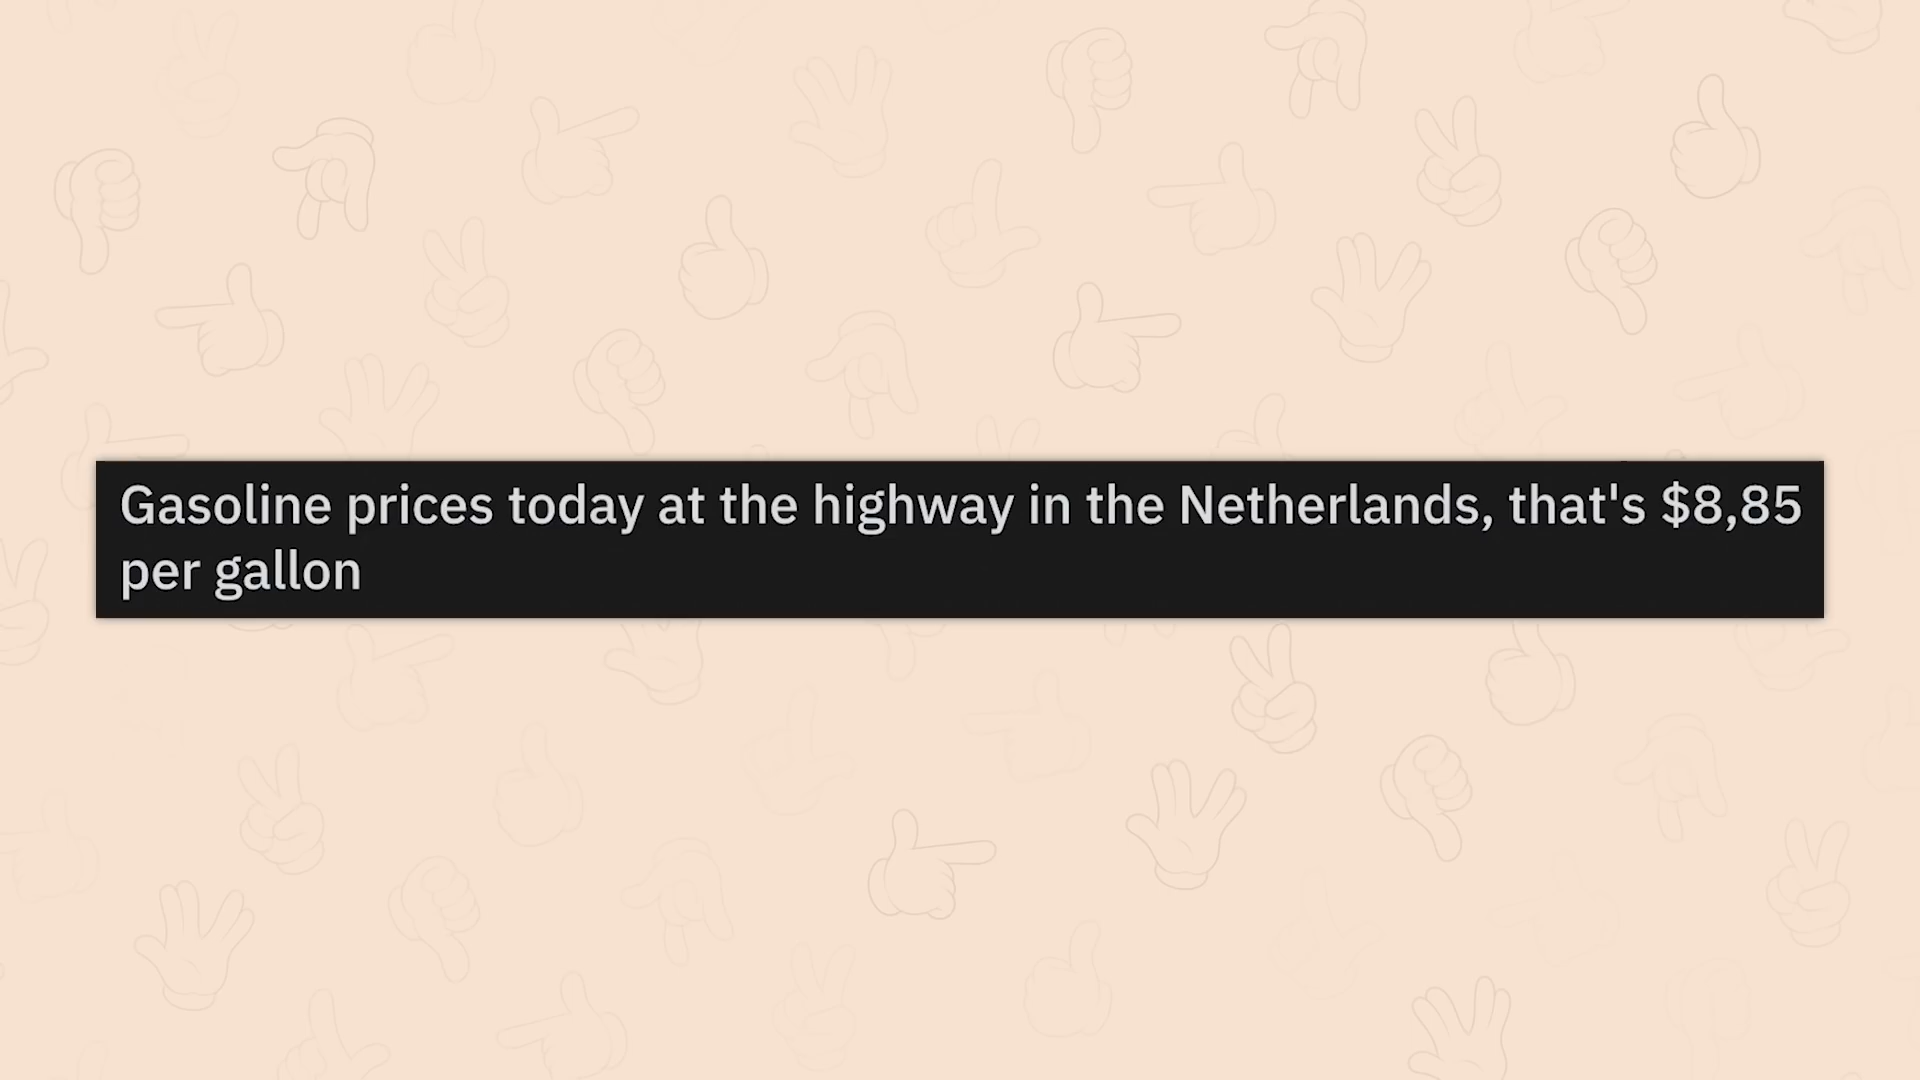 Gasoline prices today at the highway in the Netherlands, that's $8,85
per gallon